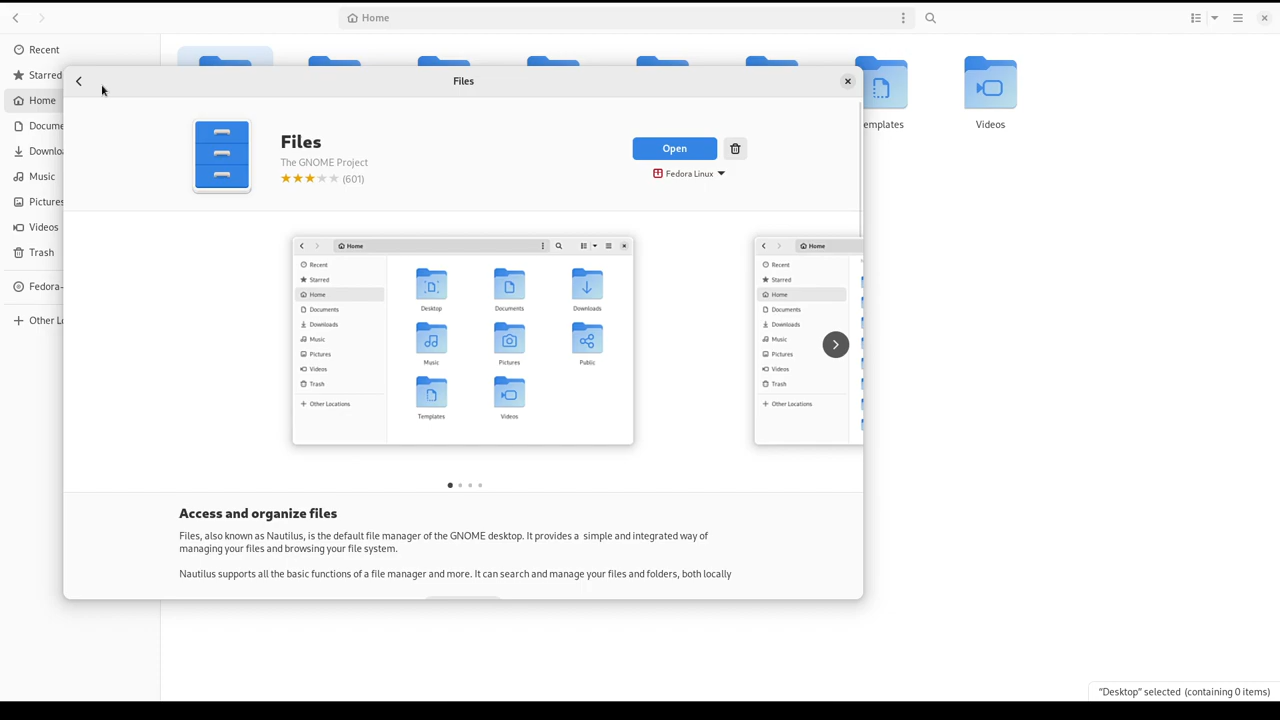 Home
Recent
Starred
Home
Docume
Downlo
Music
Pictures
Videos
Trash
Fedora-
Other Lo
emplates
Videos
"Desktop" selected (containing 0 items)
Files
Files
The GNOME Project
(601)
Open
Fedora Linux
Home
Recent
Starred
Home
Documents
Downloads
Music
Pictures
Videos
Trash
Other Locations
Desktop
Documents
Downloads
Music
Pictures
Public
Templates
Videos
Home
Recent
Starred
Home
Documents
Downloads
Music
Pictures
Videos
Trash
Other Locations
Access and organize files
Files, also known as Nautilus, is the default file manager of the GNOME desktop. It provides a simple and integrated way of
managing your files and browsing your file system.
Nautilus supports all the basic functions of a file manager and more. It can search and manage your files and folders, both locally